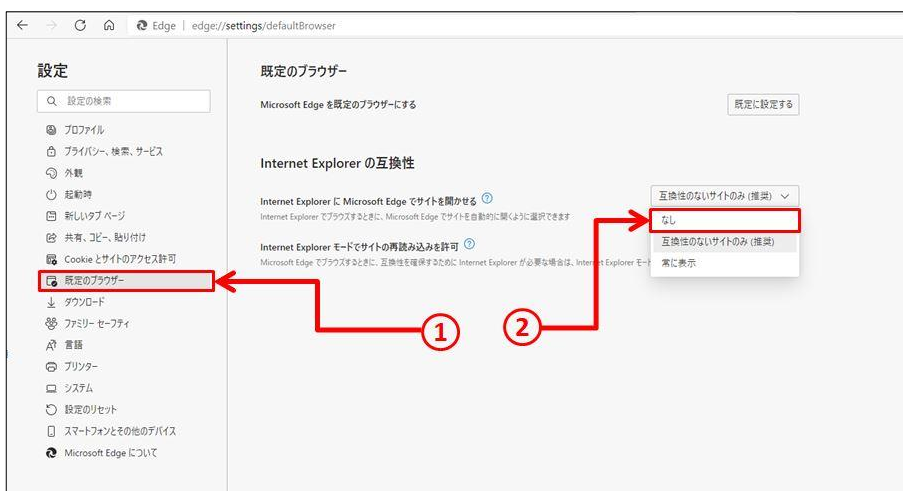 Edge | edge://settings/defaultBrowser
設定
設定の検索
プロファイル
プライバシー、検索、サービス
外観
起動時
新しいタブ ページ
共有、コピー、貼り付け
Cookie とサイトのアクセス許可
既定のブラウザー
ダウンロード
ファミリー セーフティ
言語
プリンター
システム
設定のリセット
スマートフォンとその他のデバイス
Microsoft Edge について
既定のブラウザー
Microsoft Edge を既定のブラウザーにする
既定に設定する
Internet Explorer の互換性
Internet Explorer に Microsoft Edge でサイトを開かせる
互換性のないサイトのみ (推奨)
Internet Explorer でブラウズするときに、Microsoft Edge でサイトを自動的に開くように選択できます
なし
互換性のないサイトのみ (推奨)
常に表示
Internet Explorer モードでサイトの再読み込みを許可
Microsoft Edge でブラウズするときに、互換性を確保するために Internet Explorer が必要な場合は、Internet Explorer モー
1
2